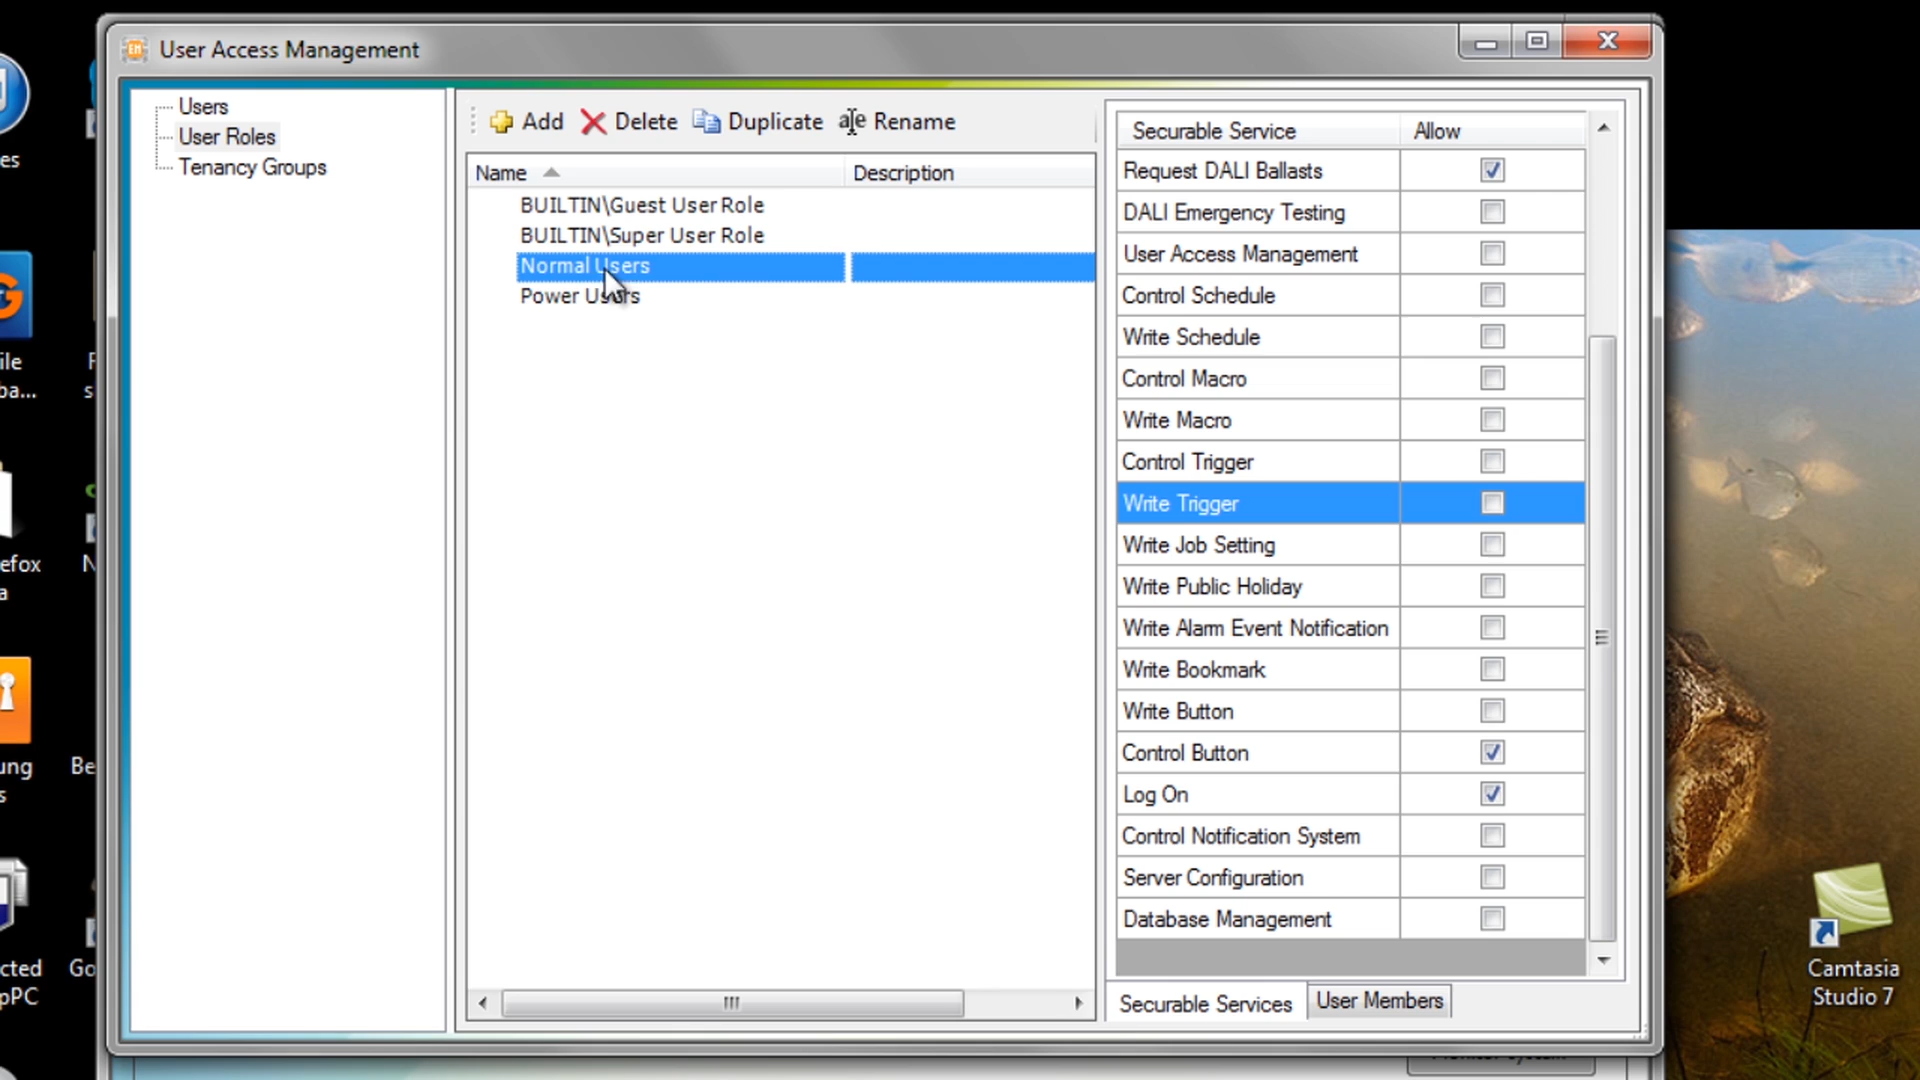 User Access Management
Users
User Roles
Tenancy Groups
Add Delete Duplicate Rename
Name Description
BUILTIN\Guest User Role
BUILTIN\Super User Role
Normal Users
Power Users
Securable Service Allow
Request DALI Ballasts
DALI Emergency Testing
User Access Management
Control Schedule
Write Schedule
Control Macro
Write Macro
Control Trigger
Write Trigger
Write Job Setting
Write Public Holiday
Write Alarm Event Notification
Write Bookmark
Write Button
Control Button
Log On
Control Notification System
Server Configuration
Database Management
Securable Services User Members
Camtasia
Studio 7